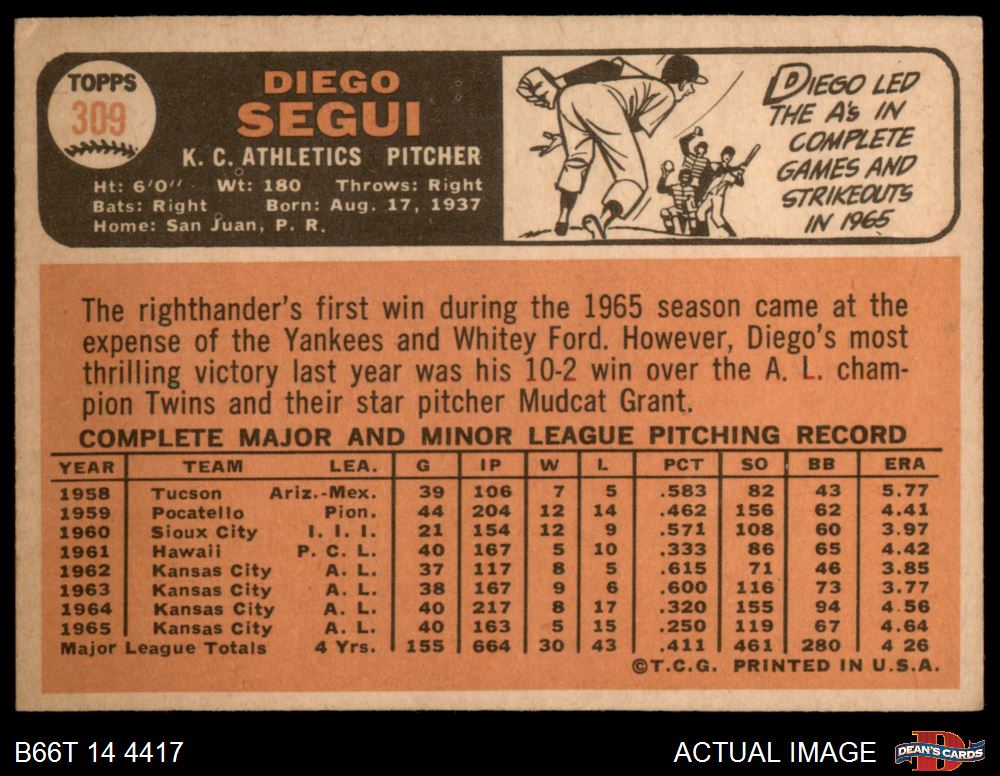 TOPPS
309
DIEGO
SEGUI
K. C. ATHLETICS PITCHER
Ht: 6'0" Wt: 180 Throws: Right
Bats: Right Born: Aug. 17, 1937
Home: San Juan, P. R.
DIEGO LED
THE A's IN
COMPLETE
GAMES AND
STRIKEOUTS
IN 1965
The righthander's first win during the 1965 season came at the
expense of the Yankees and Whitey Ford. However, Diego's most
thrilling victory last year was his 10-2 win over the A. L. cham-
pion Twins and their star pitcher Mudcat Grant.
COMPLETE MAJOR AND MINOR LEAGUE PITCHING RECORD
YEAR TEAM LEA. G IP W L PCT SO BB ERA
1958 Tucson Ariz.-Mex. 39 106 7 5 .583 82 43 5.77
1959 Pocatello Pion. 44 204 12 14 .462 156 62 4.41
1960 Sioux City I. I. I. 21 154 12 9 .571 108 60 3.97
1961 Hawaii P. C. L. 40 167 5 10 .333 86 65 4.42
1962 Kansas City A. L. 37 117 8 5 .615 71 46 3.85
1963 Kansas City A. L. 38 167 9 6 .600 116 73 3.77
1964 Kansas City A. L. 40 217 8 17 .320 155 94 4.56
1965 Kansas City A. L. 40 163 5 15 .250 119 67 4.64
Major League Totals 4 Yrs. 155 664 30 43 .411 461 280 4 26
©T.C.G. PRINTED IN U.S.A.
B66T 14 4417
ACTUAL IMAGE
DEAN'S CARDS